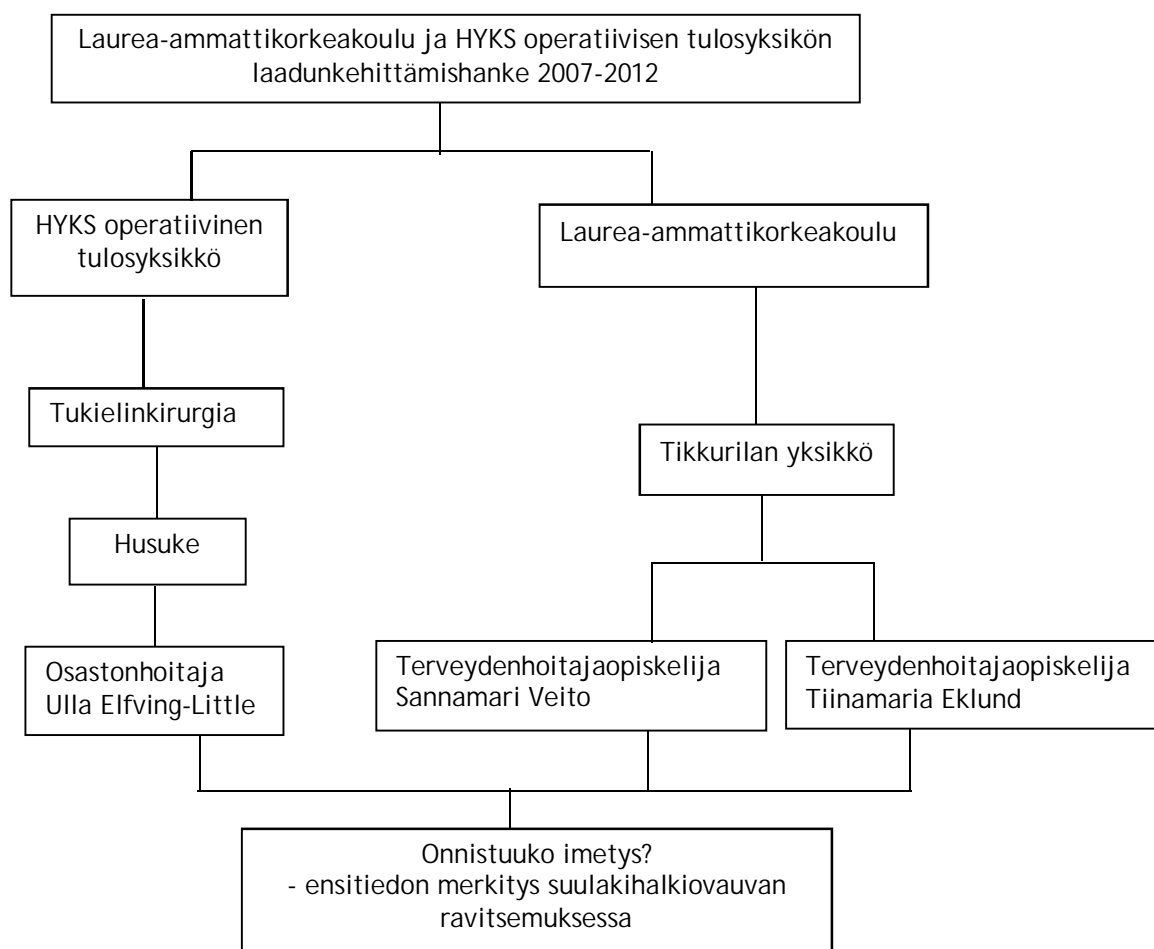 Laurea-ammattikorkeakoulu ja HYKS operatiivisen tulosyksikön
laadunkehittämishanke 2007-2012
HYKS operatiivinen
tulosyksikkö
Laurea-ammattikorkeakoulu
Tukielinkirurgia
Tikkurilan yksikkö
Husuke
Osastonhoitaja
Ulla Elfving-Little
Terveydenhoitajaopiskelija
Sannamari Veito
Terveydenhoitajaopiskelija
Tiinamaria Eklund
Onnistuuko imetys?
- ensitiedon merkitys suulakihalkiovauvan
ravitsemuksessa